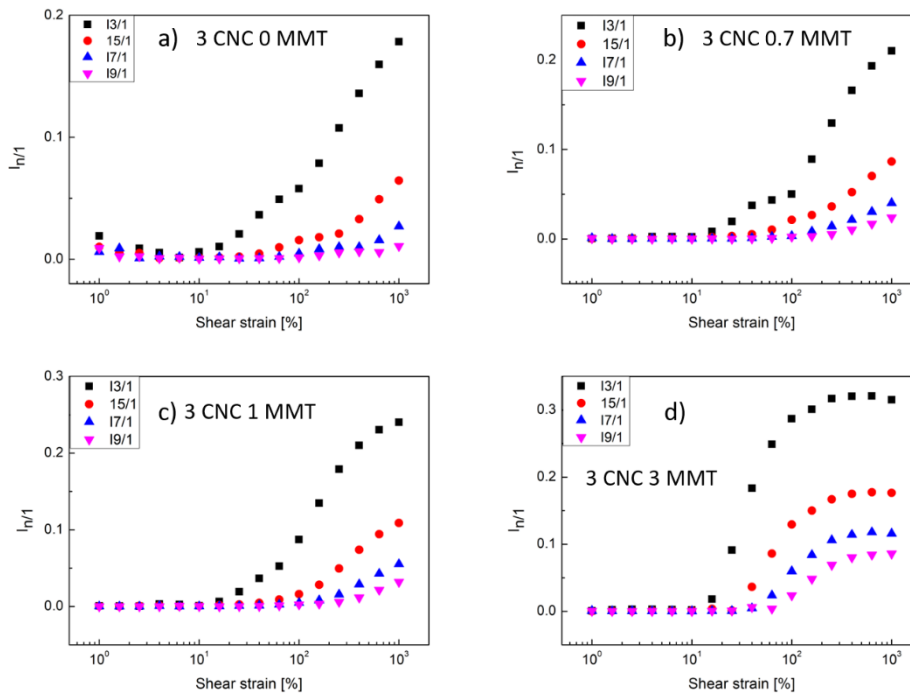 a) 3 CNC 0 MMT
I3/1
15/1
I7/1
I9/1
0.2
0.1
0.0
I_{n/1}
10^0 10^1 10^2 10^3
Shear strain [%]
b) 3 CNC 0.7 MMT
I3/1
15/1
I7/1
I9/1
0.2
0.1
0.0
I_{n/1}
10^0 10^1 10^2 10^3
Shear strain [%]
c) 3 CNC 1 MMT
I3/1
15/1
I7/1
I9/1
0.3
0.2
0.1
0.0
I_{n/1}
10^0 10^1 10^2 10^3
Shear strain [%]
d)
3 CNC 3 MMT
I3/1
15/1
I7/1
I9/1
0.3
0.2
0.1
0.0
I_{n/1}
10^0 10^1 10^2 10^3
Shear strain [%]